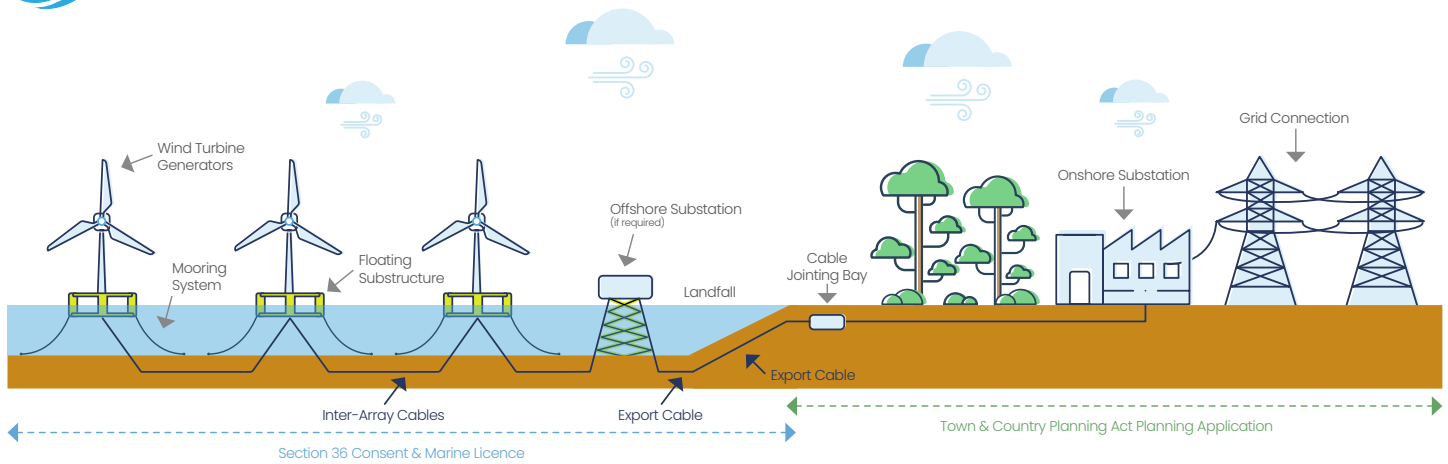 Wind Turbine
Generators
Mooring
System
Floating
Substructure
Offshore Substation
(if required)
Landfall
Cable
Jointing Bay
Onshore Substation
Grid Connection
Inter-Array Cables
Export Cable
Export Cable
Section 36 Consent & Marine Licence
Town & Country Planning Act Planning Application